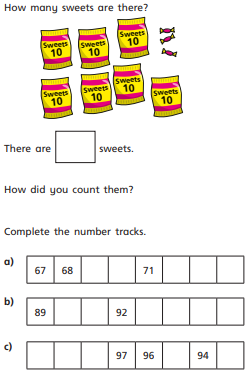 How many sweets are there?
Sweets 10 Sweets 10 Sweets 10
Sweets 10 Sweets 10 Sweets 10 Sweets 10
There are sweets.
How did you count them?
Complete the number tracks.
a) 67 68 71
b) 89 92
c) 97 96 94